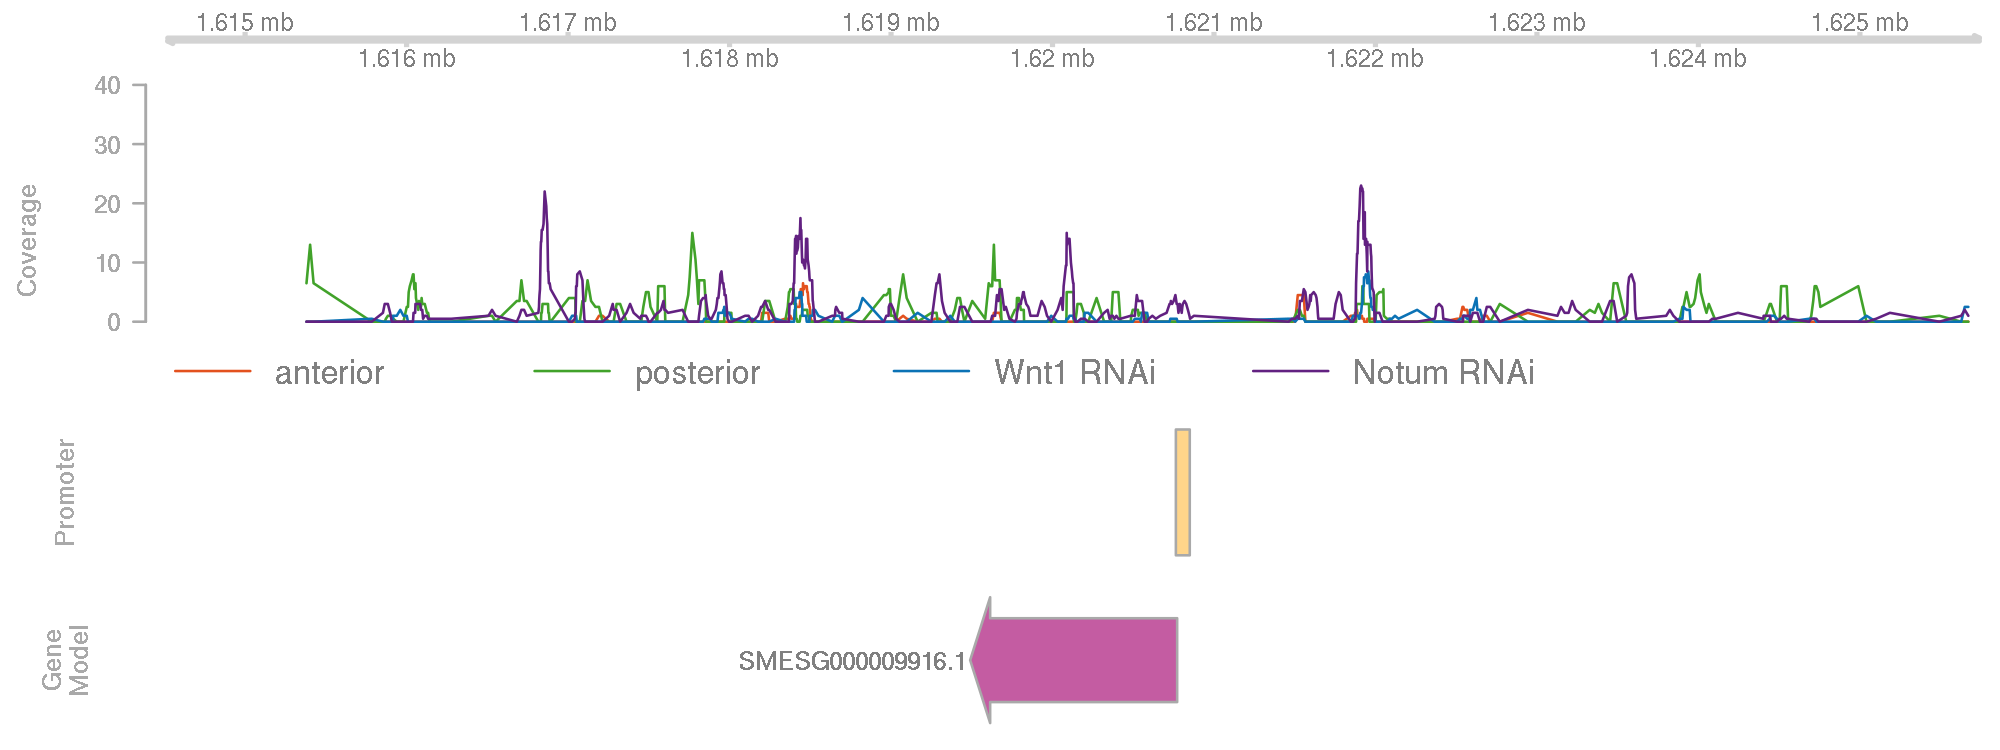 1.615 mb 1.617 mb 1.619 mb 1.621 mb 1.623 mb 1.625 mb
1.616 mb 1.618 mb 1.62 mb 1.622 mb 1.624 mb
40
30
20
10
0
Coverage
anterior posterior Wnt1 RNAi Notum RNAi
Promoter
Gene
Model
SMESG000009916.1